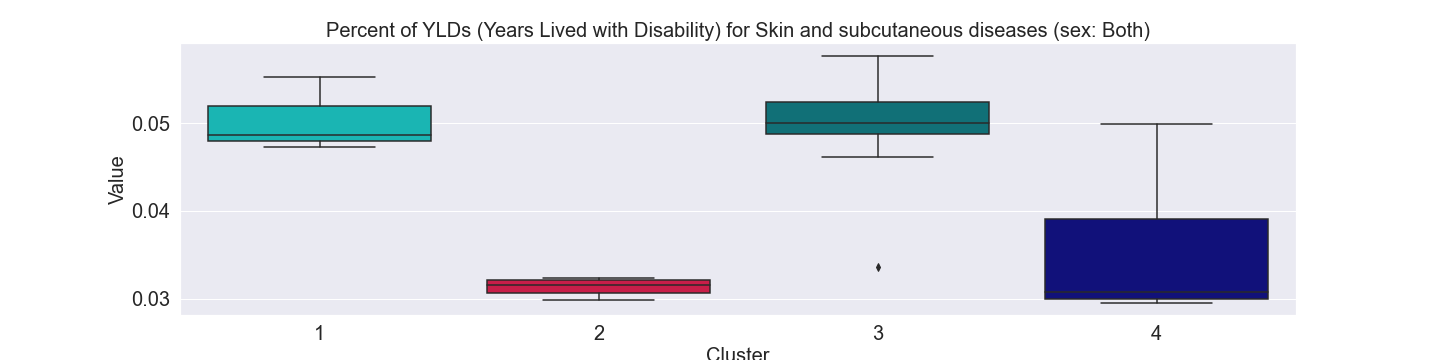 Percent of YLDs (Years Lived with Disability) for Skin and subcutaneous diseases (sex: Both)
Value
0.05
0.04
0.03
1 2 3 4
Cluster